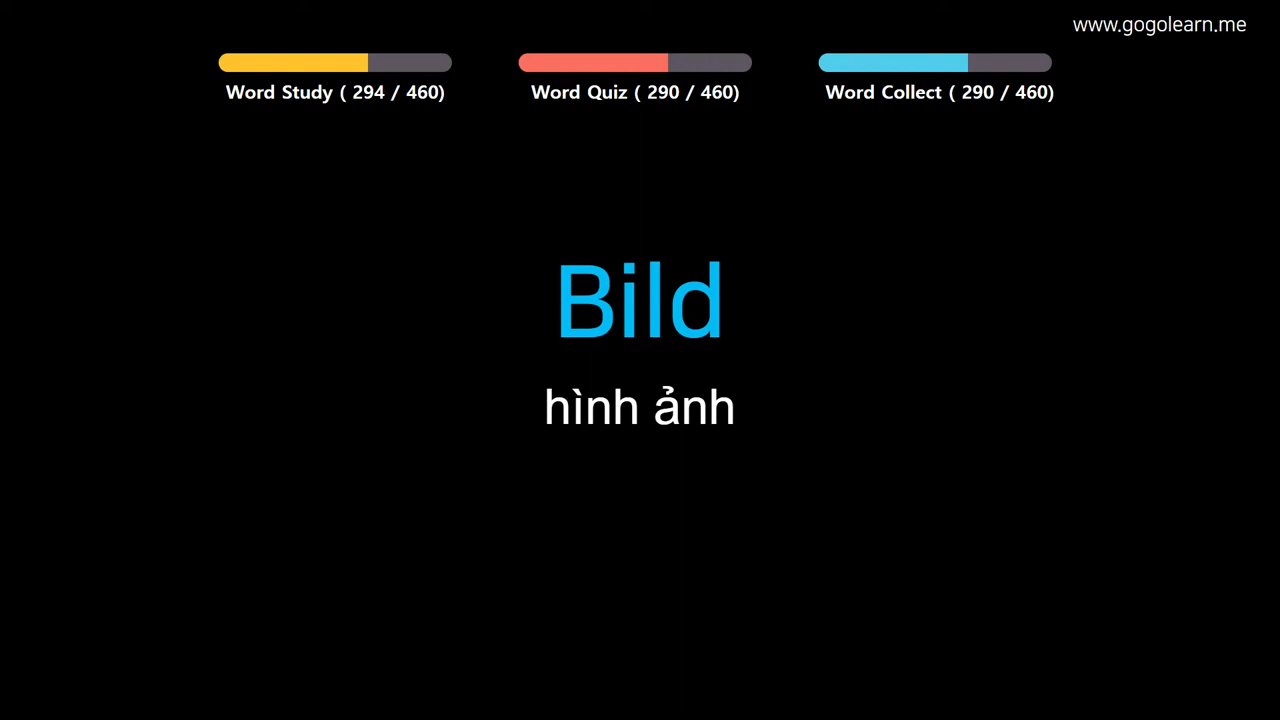 www.gogolearn.me
Word Study ( 294 / 460)
Word Quiz ( 290 / 460)
Word Collect ( 290 / 460)
Bild
hình ảnh